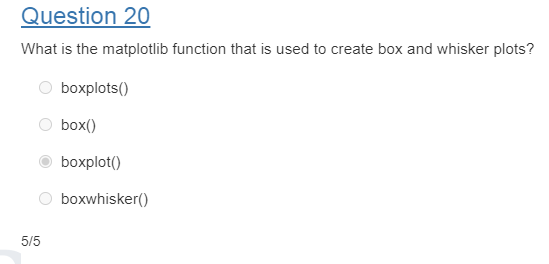 Question 20
What is the matplotlib function that is used to create box and whisker plots?
boxplots()
box()
boxplot()
boxwhisker()
5/5